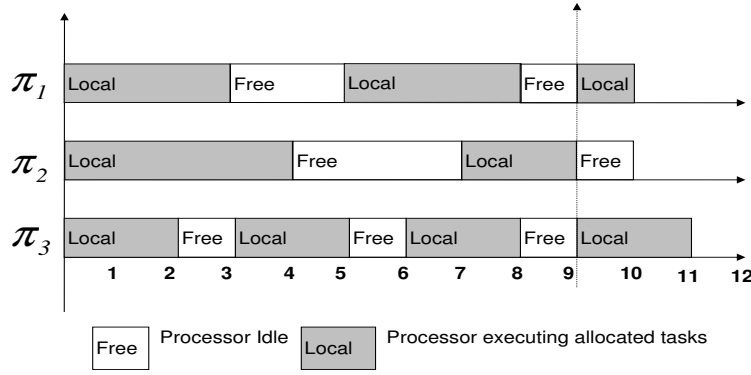 π1 Local Free Local Free Local
π2 Local Free Local Free
π3 Local Free Local Free Local Free Local
1 2 3 4 5 6 7 8 9 10 11 12
Free Processor Idle Local Processor executing allocated tasks